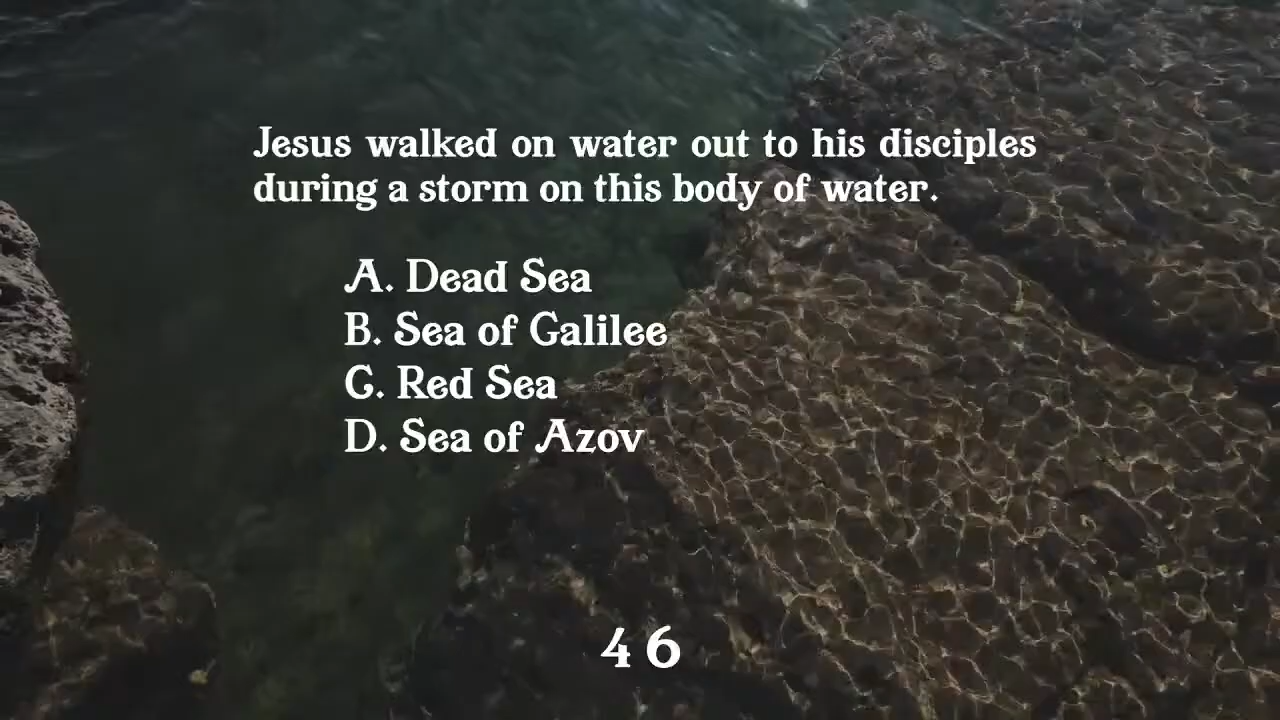 Jesus walked on water out to his disciples
during a storm on this body of water.
A. Dead Sea
B. Sea of Galilee
C. Red Sea
D. Sea of Azov
46